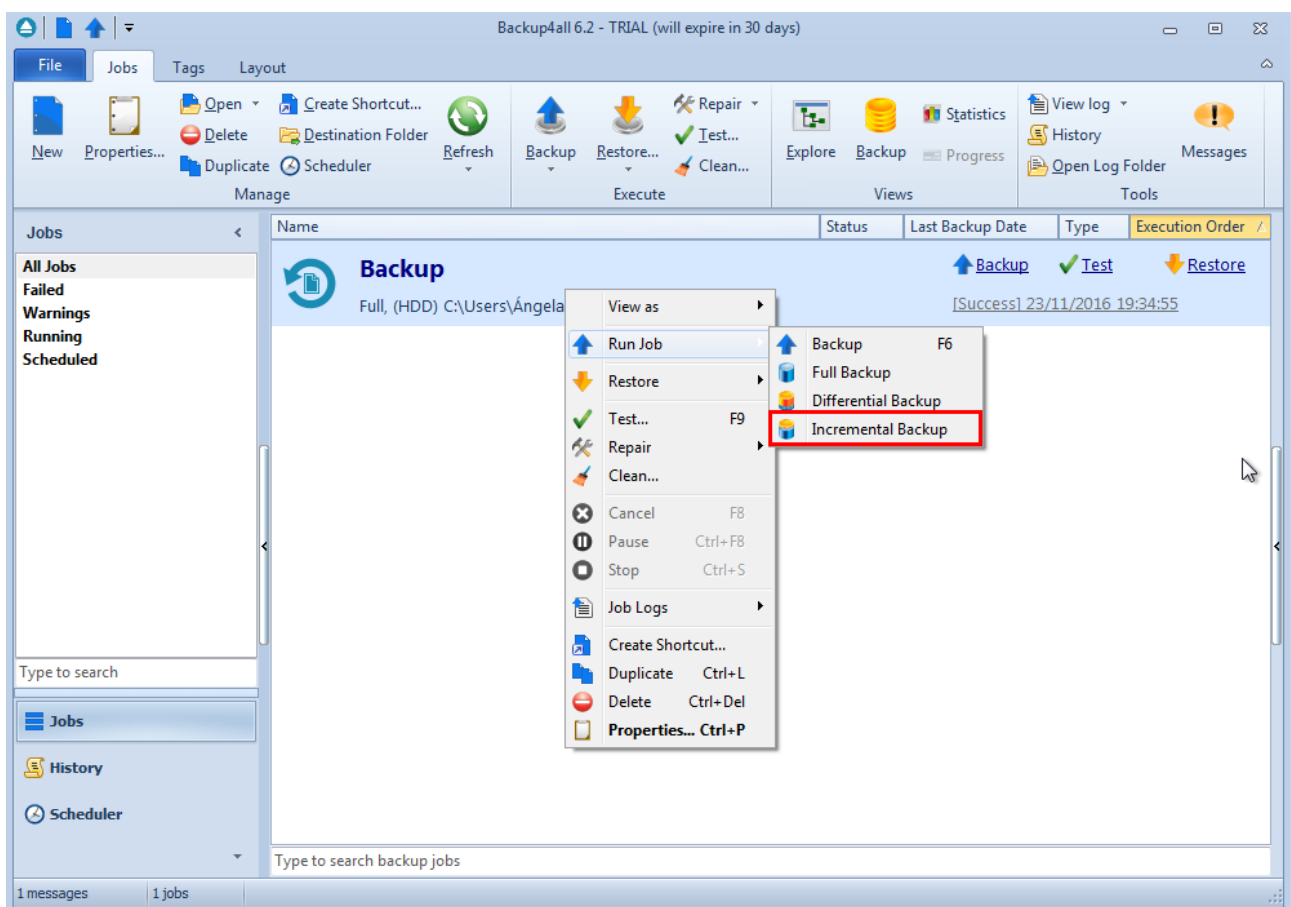 Backup4all 6.2 - TRIAL (will expire in 30 days)
File Jobs Tags Layout
New
Properties...
Open
Delete
Duplicate
Create Shortcut...
Destination Folder
Scheduler
Refresh
Manage
Backup
Restore...
Repair
Test...
Clean...
Execute
Explore
Backup
Statistics
Progress
Views
View log
History
Open Log Folder
Messages
Tools
Jobs
All Jobs
Failed
Warnings
Running
Scheduled
Type to search
Jobs
History
Scheduler
Name Status Last Backup Date Type Execution Order
Backup
Full, (HDD) C:\Users\Ángela
Backup Test Restore
[Success] 23/11/2016 19:34:55
View as
Run Job
Restore
Test... F9
Repair
Clean...
Cancel F8
Pause Ctrl+F8
Stop Ctrl+S
Job Logs
Create Shortcut...
Duplicate Ctrl+L
Delete Ctrl+Del
Properties... Ctrl+P
Backup F6
Full Backup
Differential Backup
Incremental Backup
Type to search backup jobs
1 messages 1 jobs